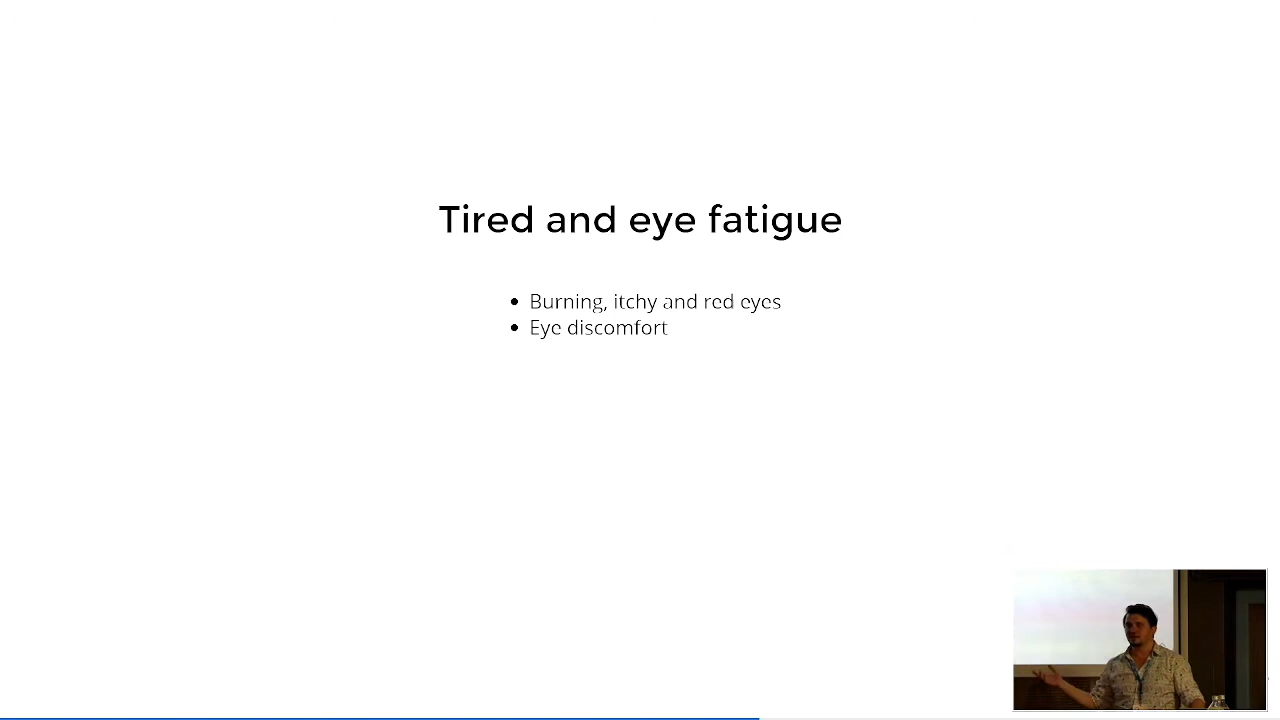 Tired and eye fatigue
Burning, itchy and red eyes
Eye discomfort